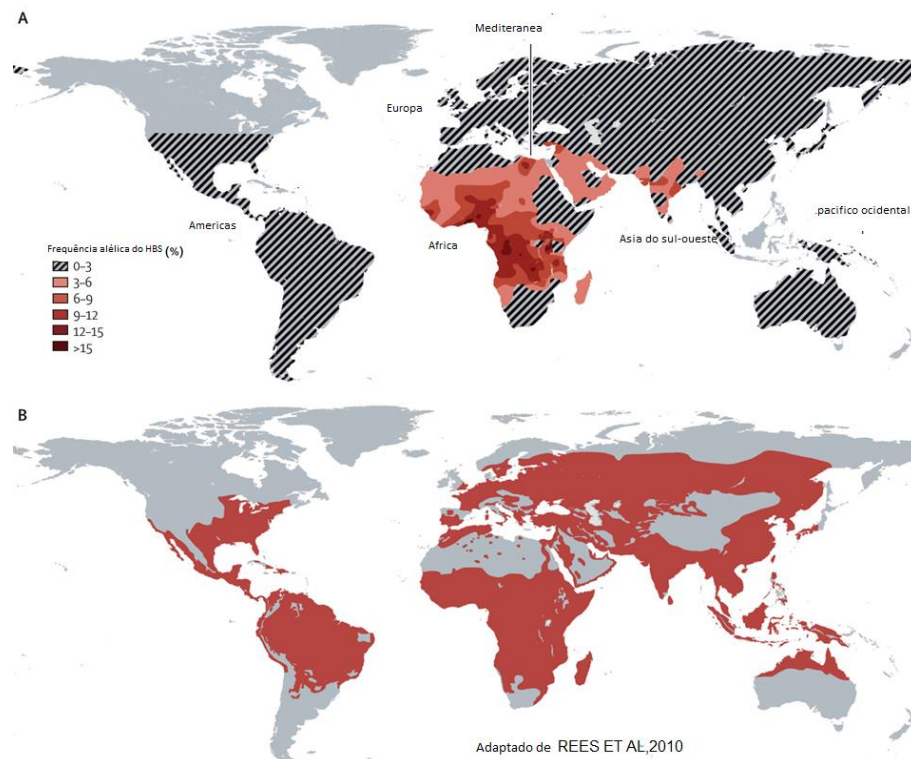 A
Mediteranea
Europa
Americas
Africa
Asia do sul-oueste
.pacifico ocidental
Frequência alélica do HBS (%)
0–3
3–6
6–9
9–12
12–15
>15
B
Adaptado de REES ET AL,2010